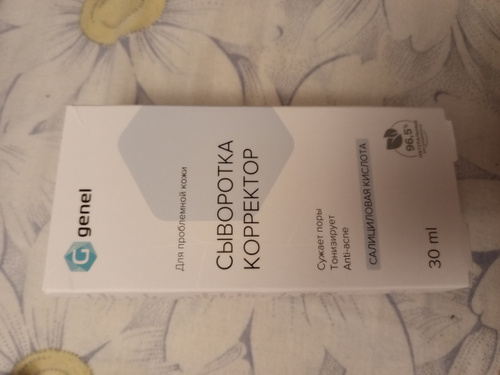 genel
Для проблемной кожи
СЫВОРОТКА
КОРРЕКТОР
Сужает поры
Тонизирует
Anti-acne
САЛИЦИЛОВАЯ КИСЛОТА
96,5%
30 ml